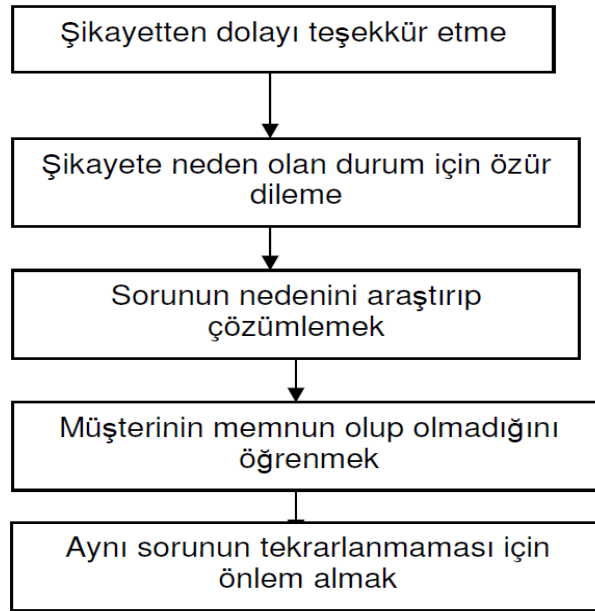 Şikayetten dolayı teşekkür etme
Şikayete neden olan durum için özür
dileme
Sorunun nedenini araştırıp
çözümlemek
Müşterinin memnun olup olmadığını
öğrenmek
Aynı sorunun tekrarlanmaması için
önlem almak